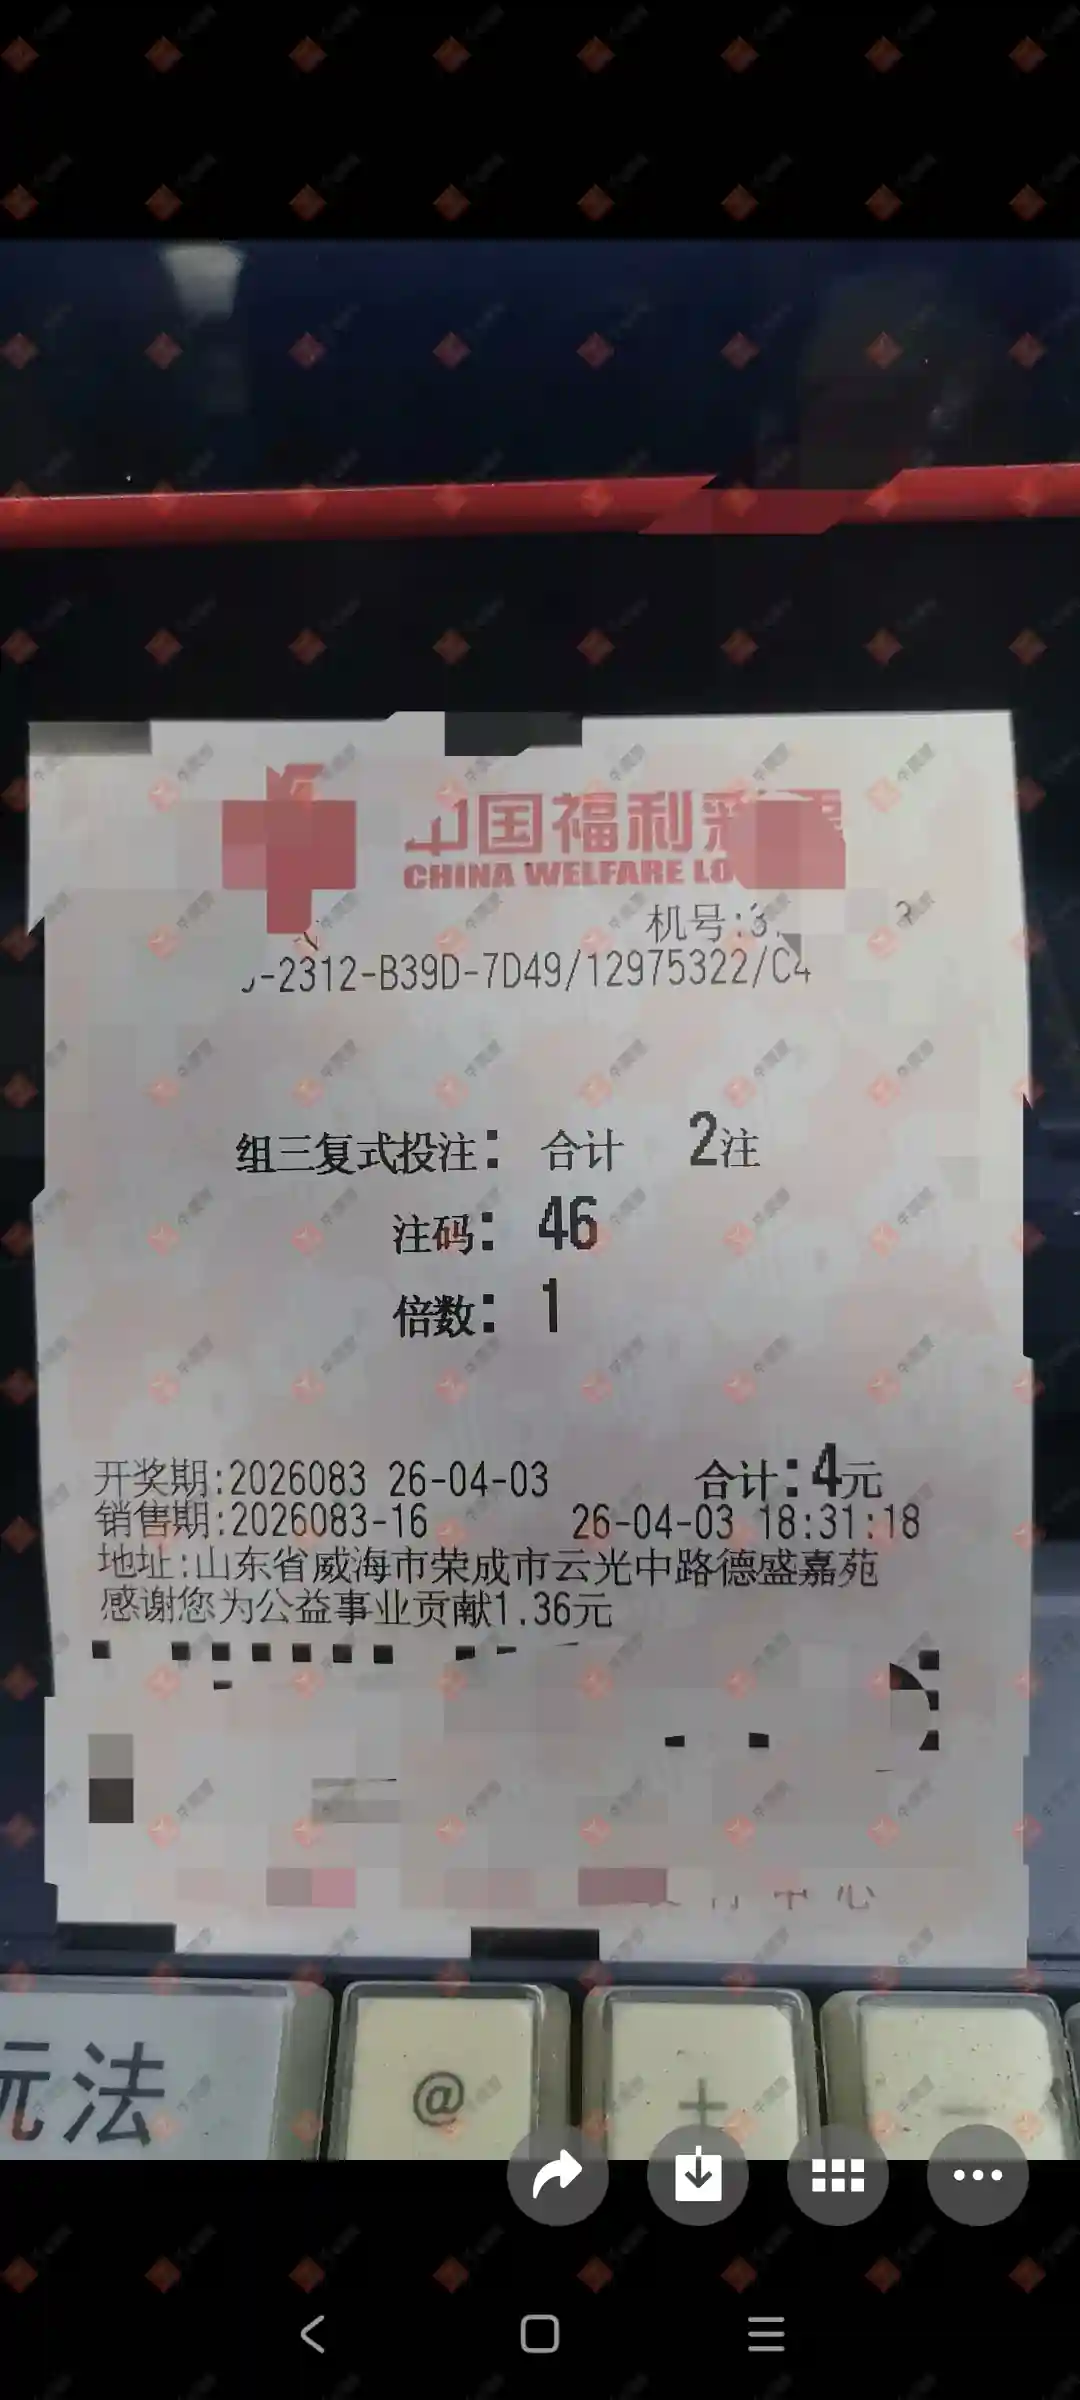 中国福利彩
CHINA WELFARE LO
机号:3
-2312-B39D-7D49/12975322/C4
组三复式投注: 合计 2注
注码: 46
倍数: 1
开奖期:2026083 26-04-03 合计:4元
销售期:2026083-16 26-04-03 18:31:18
地址:山东省威海市荣成市云光中路德盛嘉苑
感谢您为公益事业贡献1.36元
中心
玩法 @ + -